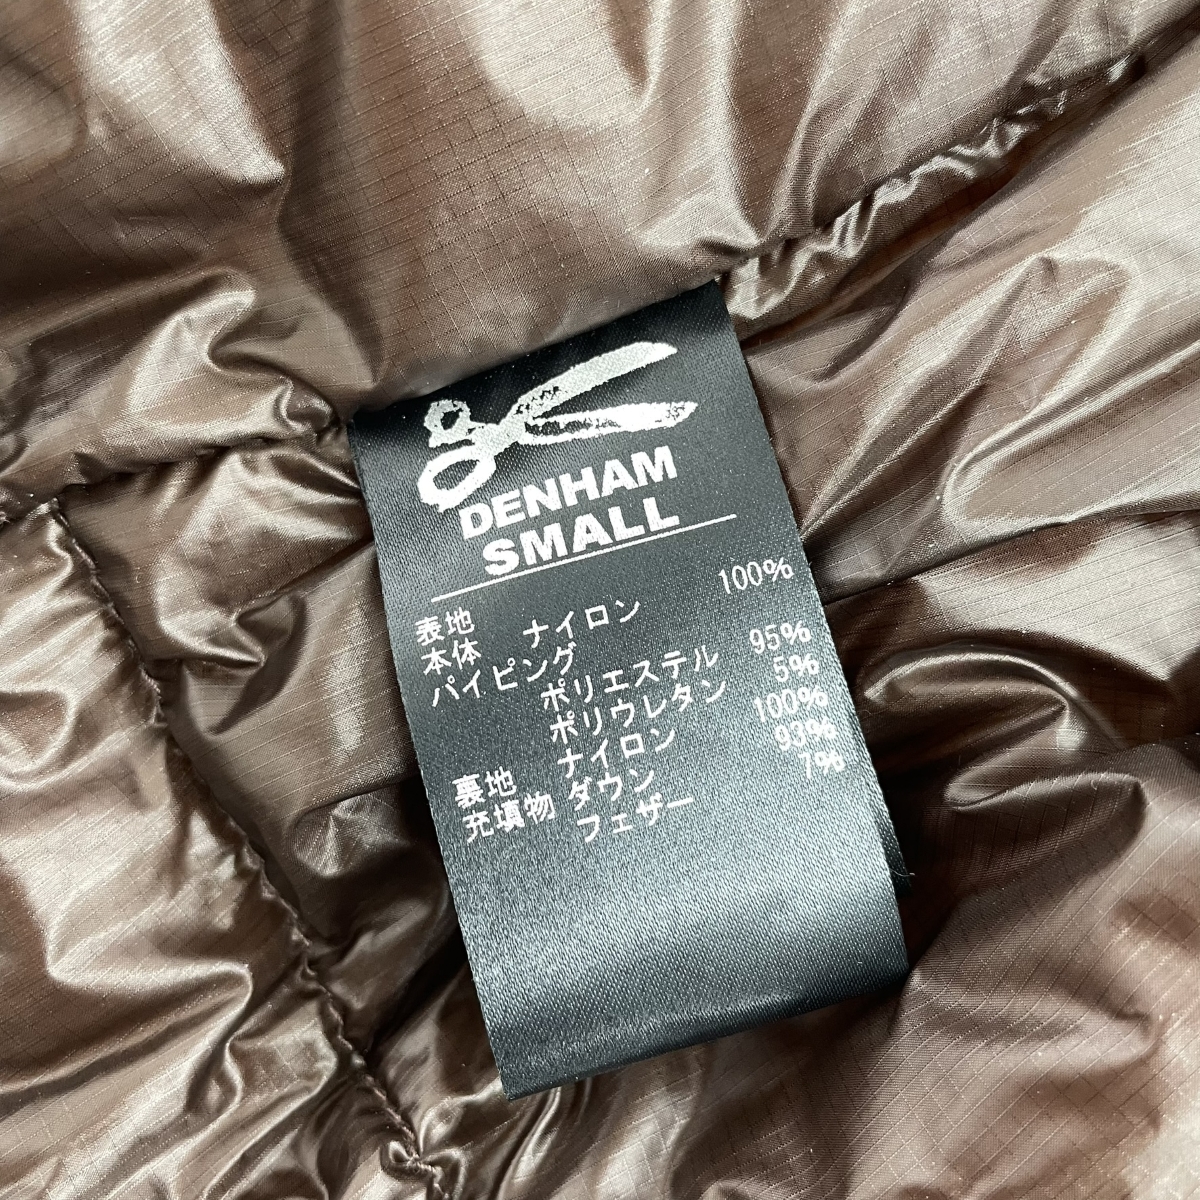 DENHAM
SMALL
表地
本体 ナイロン 100%
パイピング
ポリエステル 95%
ポリウレタン 5%
裏地 ナイロン 100%
充填物 ダウン 93%
フェザー 7%